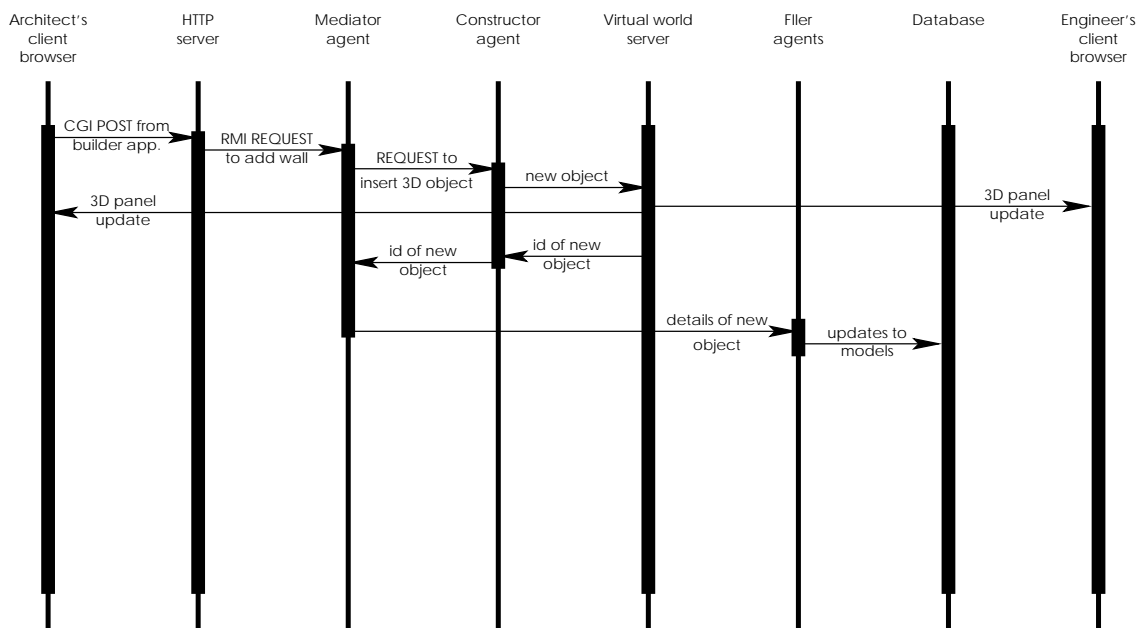 Architect's
client
browser
HTTP
server
Mediator
agent
Constructor
agent
Virtual world
server
FIler
agents
Database
Engineer's
client
browser
CGI POST from
builder app.
RMI REQUEST
to add wall
REQUEST to
insert 3D object
new object
3D panel
update
3D panel
update
id of new
object
id of new
object
details of new
object
updates to
models